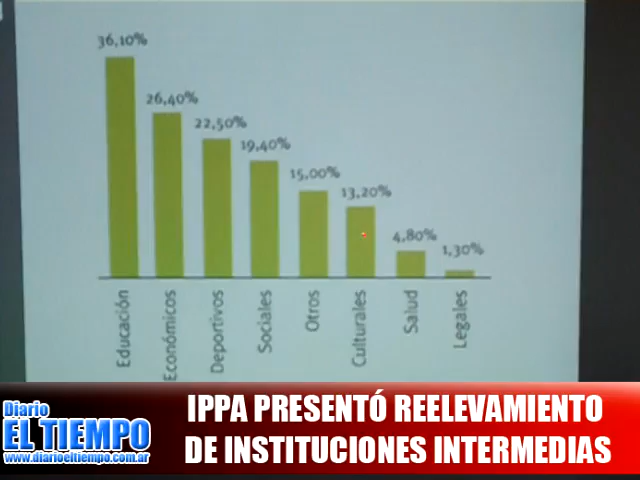 36,10%
26,40%
22,50%
19,40%
15,00%
13,20%
4,80%
1,30%
Educación
Económicos
Deportivos
Sociales
Otros
Culturales
Salud
Legales
Diario
EL TIEMPO
www.diarioeltiempo.com.ar
IPPA PRESENTÓ REELEVAMIENTO
DE INSTITUCIONES INTERMEDIAS